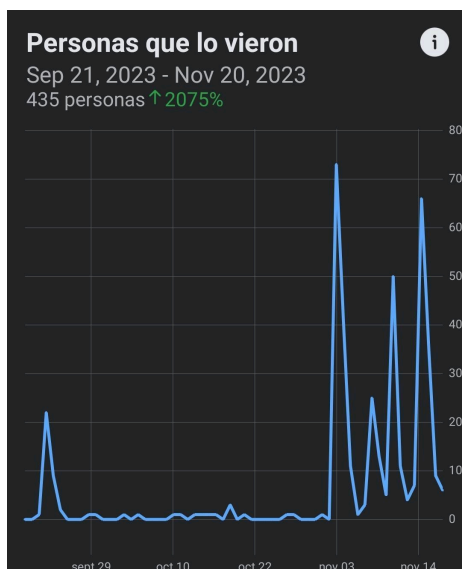 Personas que lo vieron
Sep 21, 2023 - Nov 20, 2023
435 personas ↑ 2075%
80
70
60
50
40
30
20
10
0
sept 29 oct 10 oct 22 nov 03 nov 14